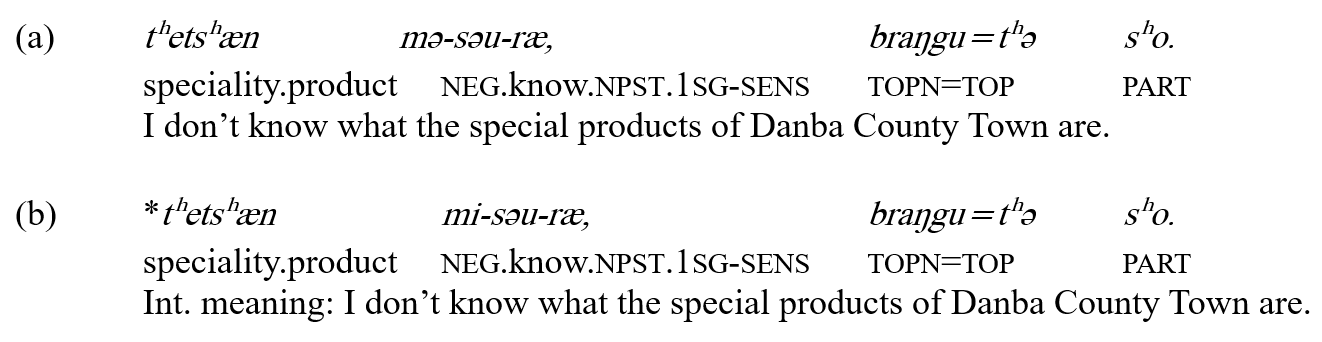 (a) tʰetsʰæn mə-səu-ræ, braŋgu=tʰə sʰo.
speciality.product NEG.know.NPST.1SG-SENS TOPN=TOP PART
I don’t know what the special products of Danba County Town are.
(b) *tʰetsʰæn mi-səu-ræ, braŋgu=tʰə sʰo.
speciality.product NEG.know.NPST.1SG-SENS TOPN=TOP PART
Int. meaning: I don’t know what the special products of Danba County Town are.